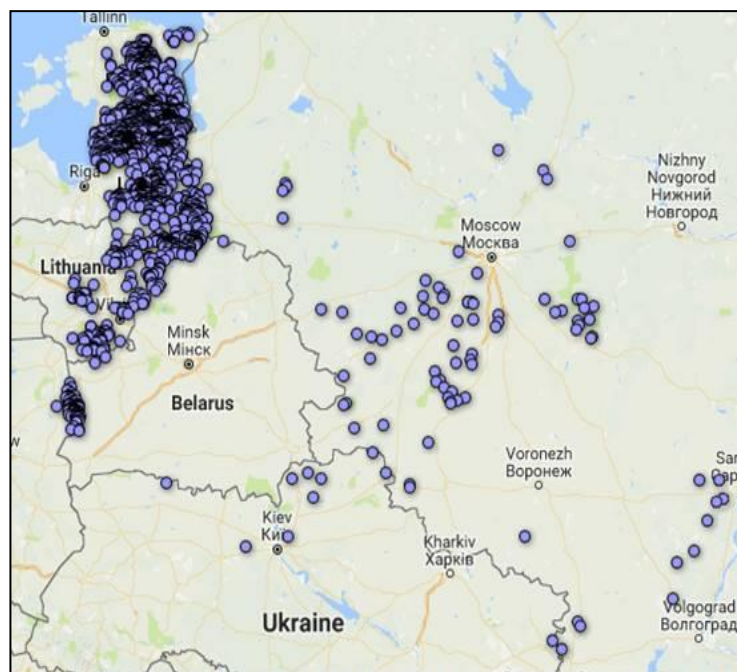 Tallinn
Riga
Nizhny
Novgorod
Нижний
Новгород
Moscow
Москва
Lithuania
Minsk
Мінск
Belarus
Voronezh
Воронеж
Kiev
Kharkiv
Харків
Ukraine
Volgograd
Волгоград